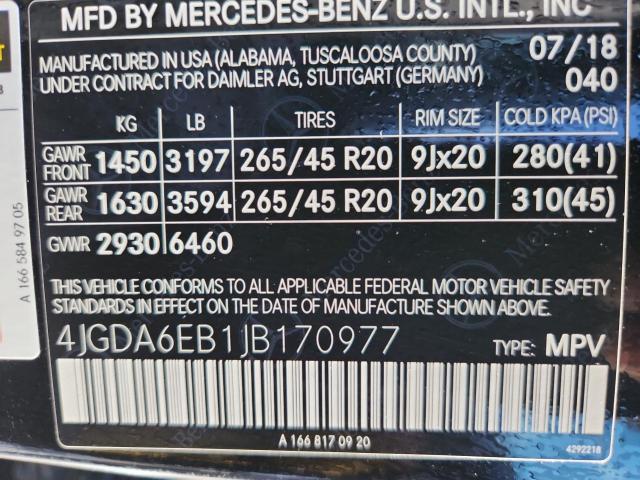 MFD BY MERCEDES-BENZ U.S. INTL., INC
MANUFACTURED IN USA (ALABAMA, TUSCALOOSA COUNTY) 07/18
UNDER CONTRACT FOR DAIMLER AG, STUTTGART (GERMANY) 040
KG LB TIRES RIM SIZE COLD KPA (PSI)
GAWR FRONT 1450 3197 265/45 R20 9Jx20 280(41)
GAWR REAR 1630 3594 265/45 R20 9Jx20 310(45)
GVWR 2930 6460
THIS VEHICLE CONFORMS TO ALL APPLICABLE FEDERAL MOTOR VEHICLE SAFETY
STANDARDS IN EFFECT ON THE DATE OF MANUFACTURE SHOWN ABOVE.
4JGDA6EB1JB170977 TYPE: MPV
A 166 817 09 20
4292218
A 166 584 97 05